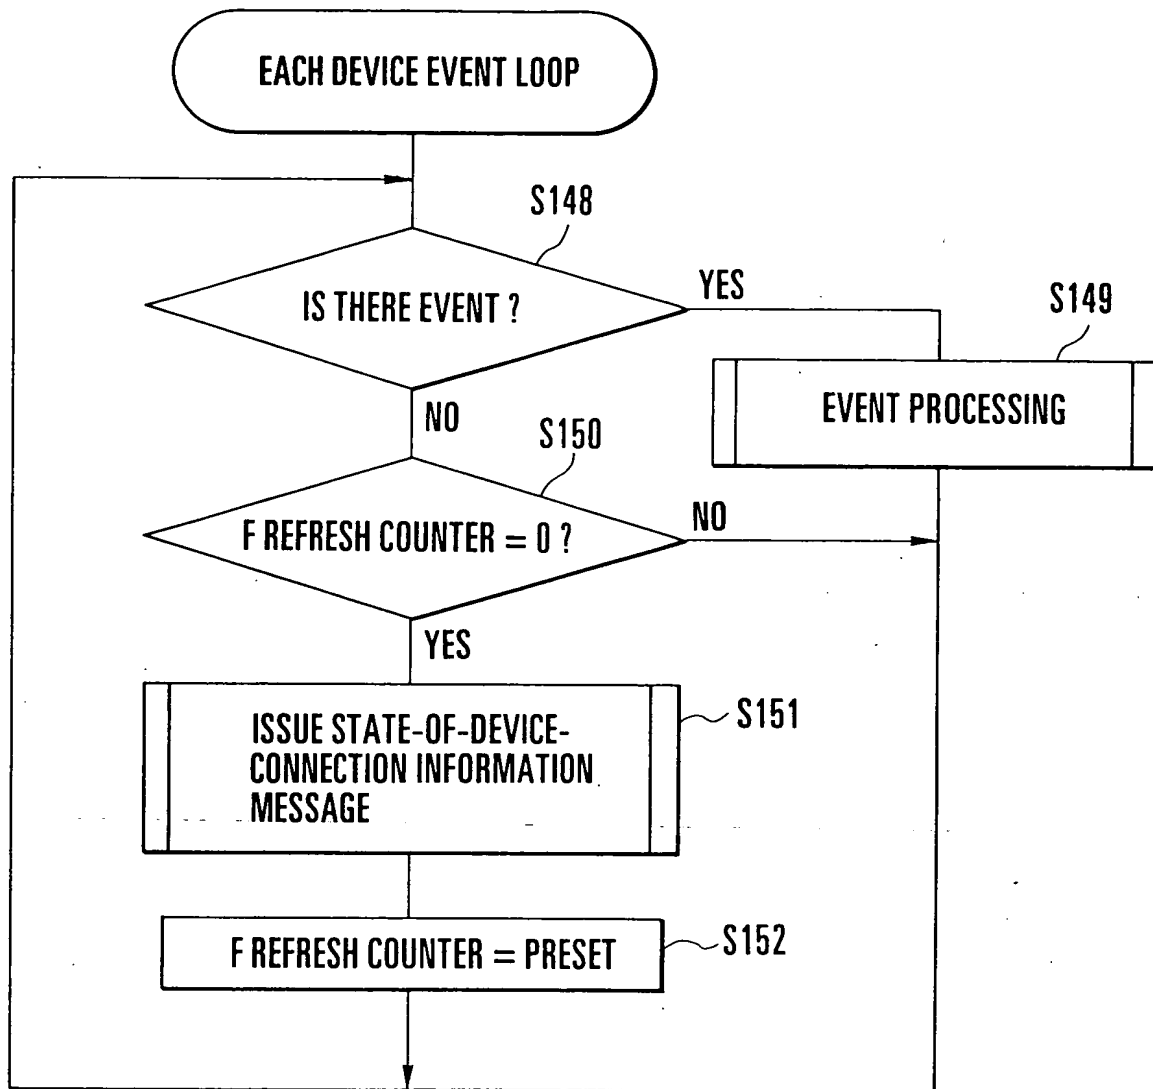 EACH DEVICE EVENT LOOP
S148
IS THERE EVENT ?
YES
S149
EVENT PROCESSING
NO
S150
F REFRESH COUNTER = 0 ?
NO
YES
ISSUE STATE-OF-DEVICE-
CONNECTION INFORMATION
MESSAGE
S151
F REFRESH COUNTER = PRESET
S152